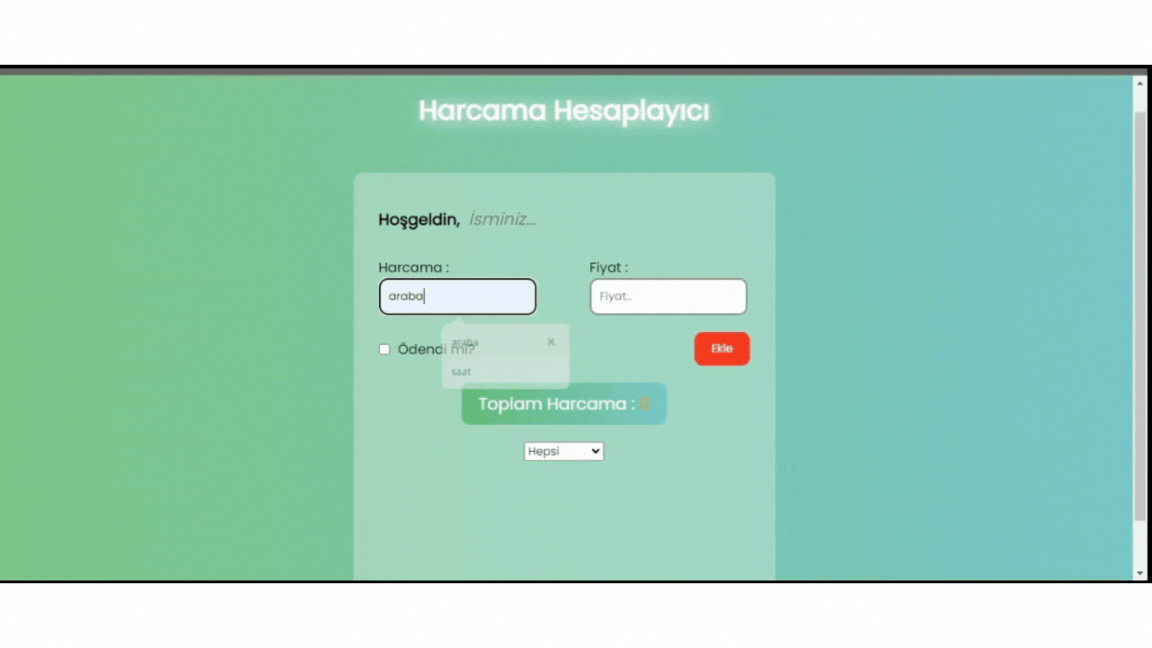 Harcama Hesaplayıcı
Hoşgeldin, İsminiz...
Harcama :
Fiyat :
araba
Fiyat..
araba ×
saat
Ödendi mi?
Ekle
Toplam Harcama : 0
Hepsi